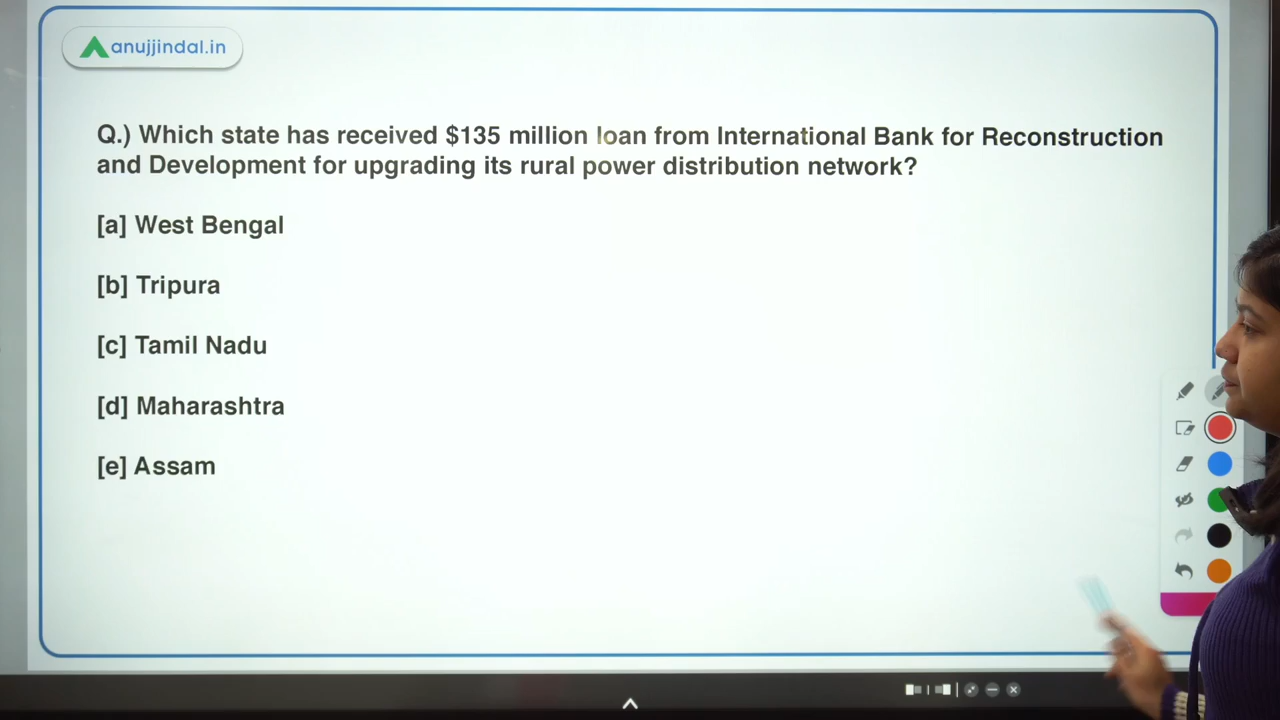 anujjindal.in
Q.) Which state has received $135 million loan from International Bank for Reconstruction
and Development for upgrading its rural power distribution network?
[a] West Bengal
[b] Tripura
[c] Tamil Nadu
[d] Maharashtra
[e] Assam